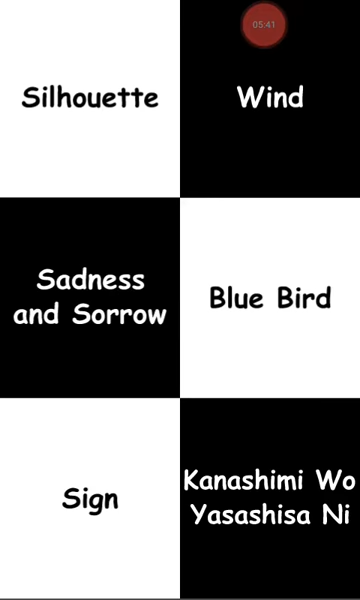 05:41
Silhouette
Wind
Sadness
and Sorrow
Blue Bird
Sign
Kanashimi Wo
Yasashisa Ni